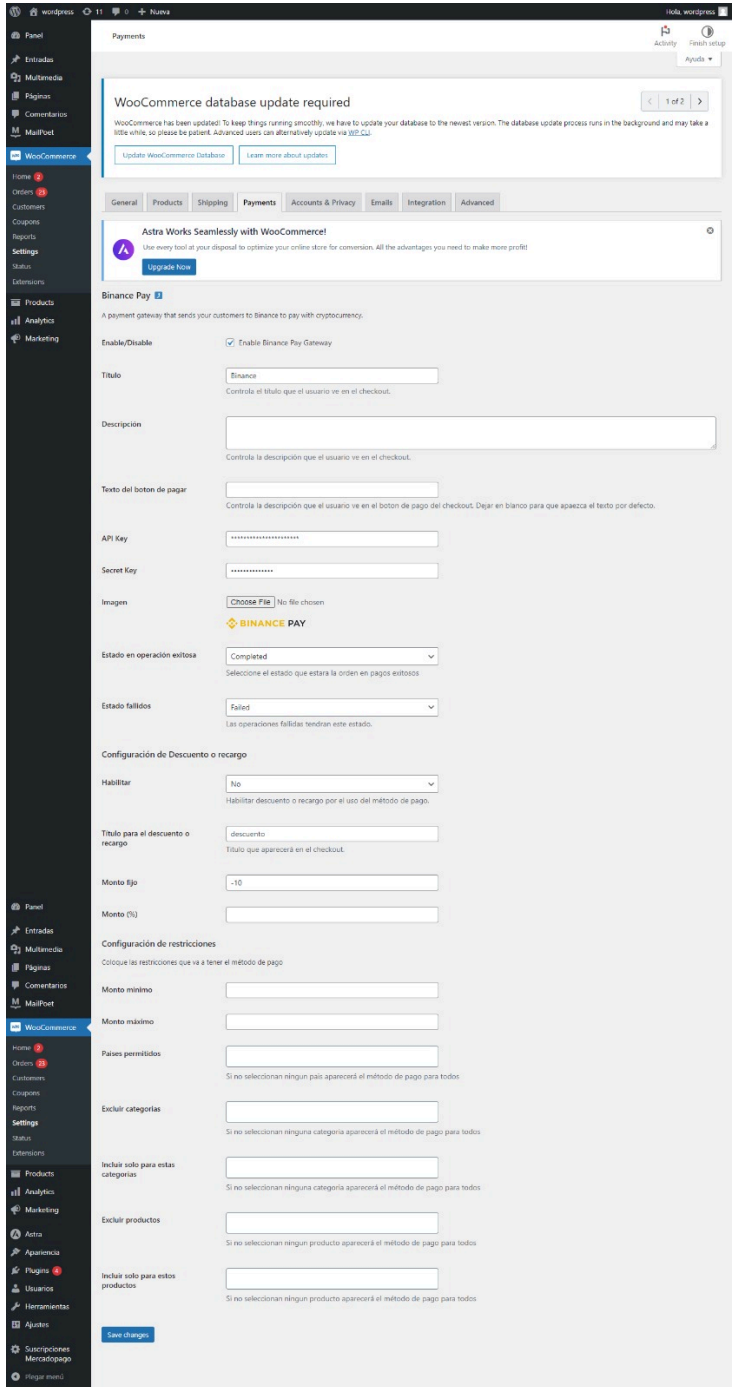 wordpress 11 0 + Nueva Hola, wordpress
Panel
Entradas
Multimedia
Páginas
Comentarios
MailPoet
WooCommerce
Home 2
Orders 23
Customers
Coupons
Reports
Settings
Status
Extensions
Products
Analytics
Marketing
Payments
Activity Finish setup
Ayuda
WooCommerce database update required
1 of 2
WooCommerce has been updated! To keep things running smoothly, we have to update your database to the newest version. The database update process runs in the background and may take a
little while, so please be patient. Advanced users can alternatively update via WP CLI.
Update WooCommerce Database Learn more about updates
General Products Shipping Payments Accounts & Privacy Emails Integration Advanced
Astra Works Seamlessly with WooCommerce!
Use every tool at your disposal to optimize your online store for conversion. All the advantages you need to make more profit!
Upgrade Now
Binance Pay
A payment gateway that sends your customers to Binance to pay with cryptocurrency.
Enable/Disable Enable Binance Pay Gateway
Título Binance
Controla el título que el usuario ve en el checkout.
Descripción
Controla la descripción que el usuario ve en el checkout.
Texto del boton de pagar
Controla la descripción que el usuario ve en el boton de pago del checkout. Dejar en blanco para que apaezca el texto por defecto.
API Key
Secret Key
Imagen Choose File No file chosen
BINANCE PAY
Estado en operación exitosa Completed
Seleccione el estado que estara la orden en pagos exitosos
Estado fallidos Failed
Las operaciones fallidas tendran este estado.
Configuración de Descuento o recargo
Habilitar No
Habilitar descuento o recargo por el uso del método de pago.
Título para el descuento o
recargo descuento
Título que aparecerá en el checkout.
Monto fijo -10
Monto (%)
Configuración de restricciones
Coloque las restricciones que va a tener el método de pago
Monto minimo
Monto máximo
Paises permitidos
Si no seleccionan ningun país aparecerá el método de pago para todos
Excluir categorias
Si no seleccionan ninguna categoria aparecerá el método de pago para todos
Incluir solo para estas
categorias
Si no seleccionan ninguna categoria aparecerá el método de pago para todos
Excluir productos
Si no seleccionan ningun producto aparecerá el método de pago para todos
Incluir solo para estos
productos
Si no seleccionan ningun producto aparecerá el método de pago para todos
Save changes
Panel
Entradas
Multimedia
Páginas
Comentarios
MailPoet
WooCommerce
Home 2
Orders 23
Customers
Coupons
Reports
Settings
Status
Extensions
Products
Analytics
Marketing
Astra
Apariencia
Plugins 4
Usuarios
Herramientas
Ajustes
Suscripciones
Mercadopago
Plegar menú